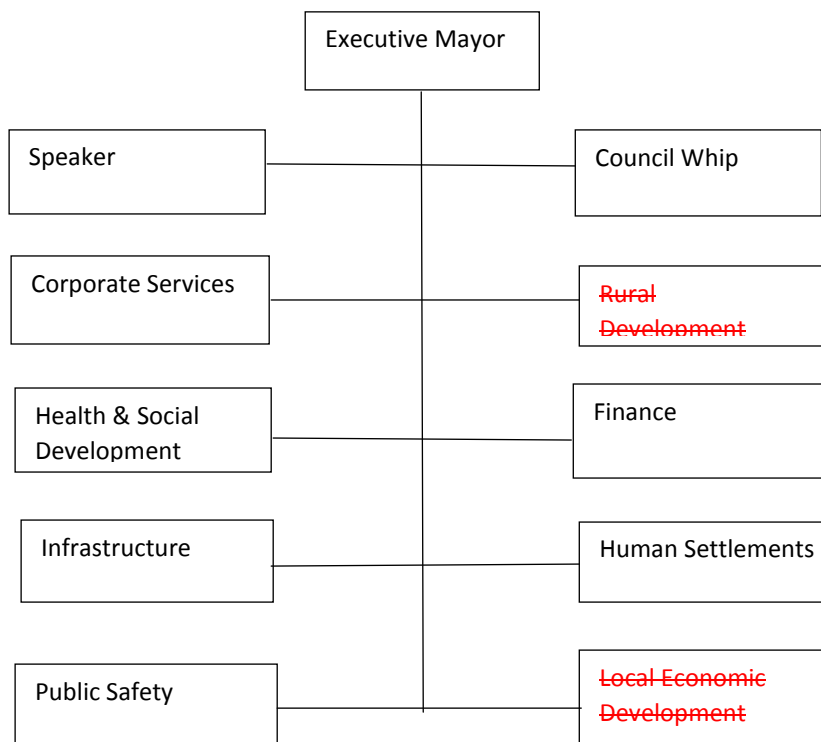 Executive Mayor
Speaker
Council Whip
Corporate Services
Rural
Development
Health & Social
Development
Finance
Infrastructure
Human Settlements
Public Safety
Local Economic
Development